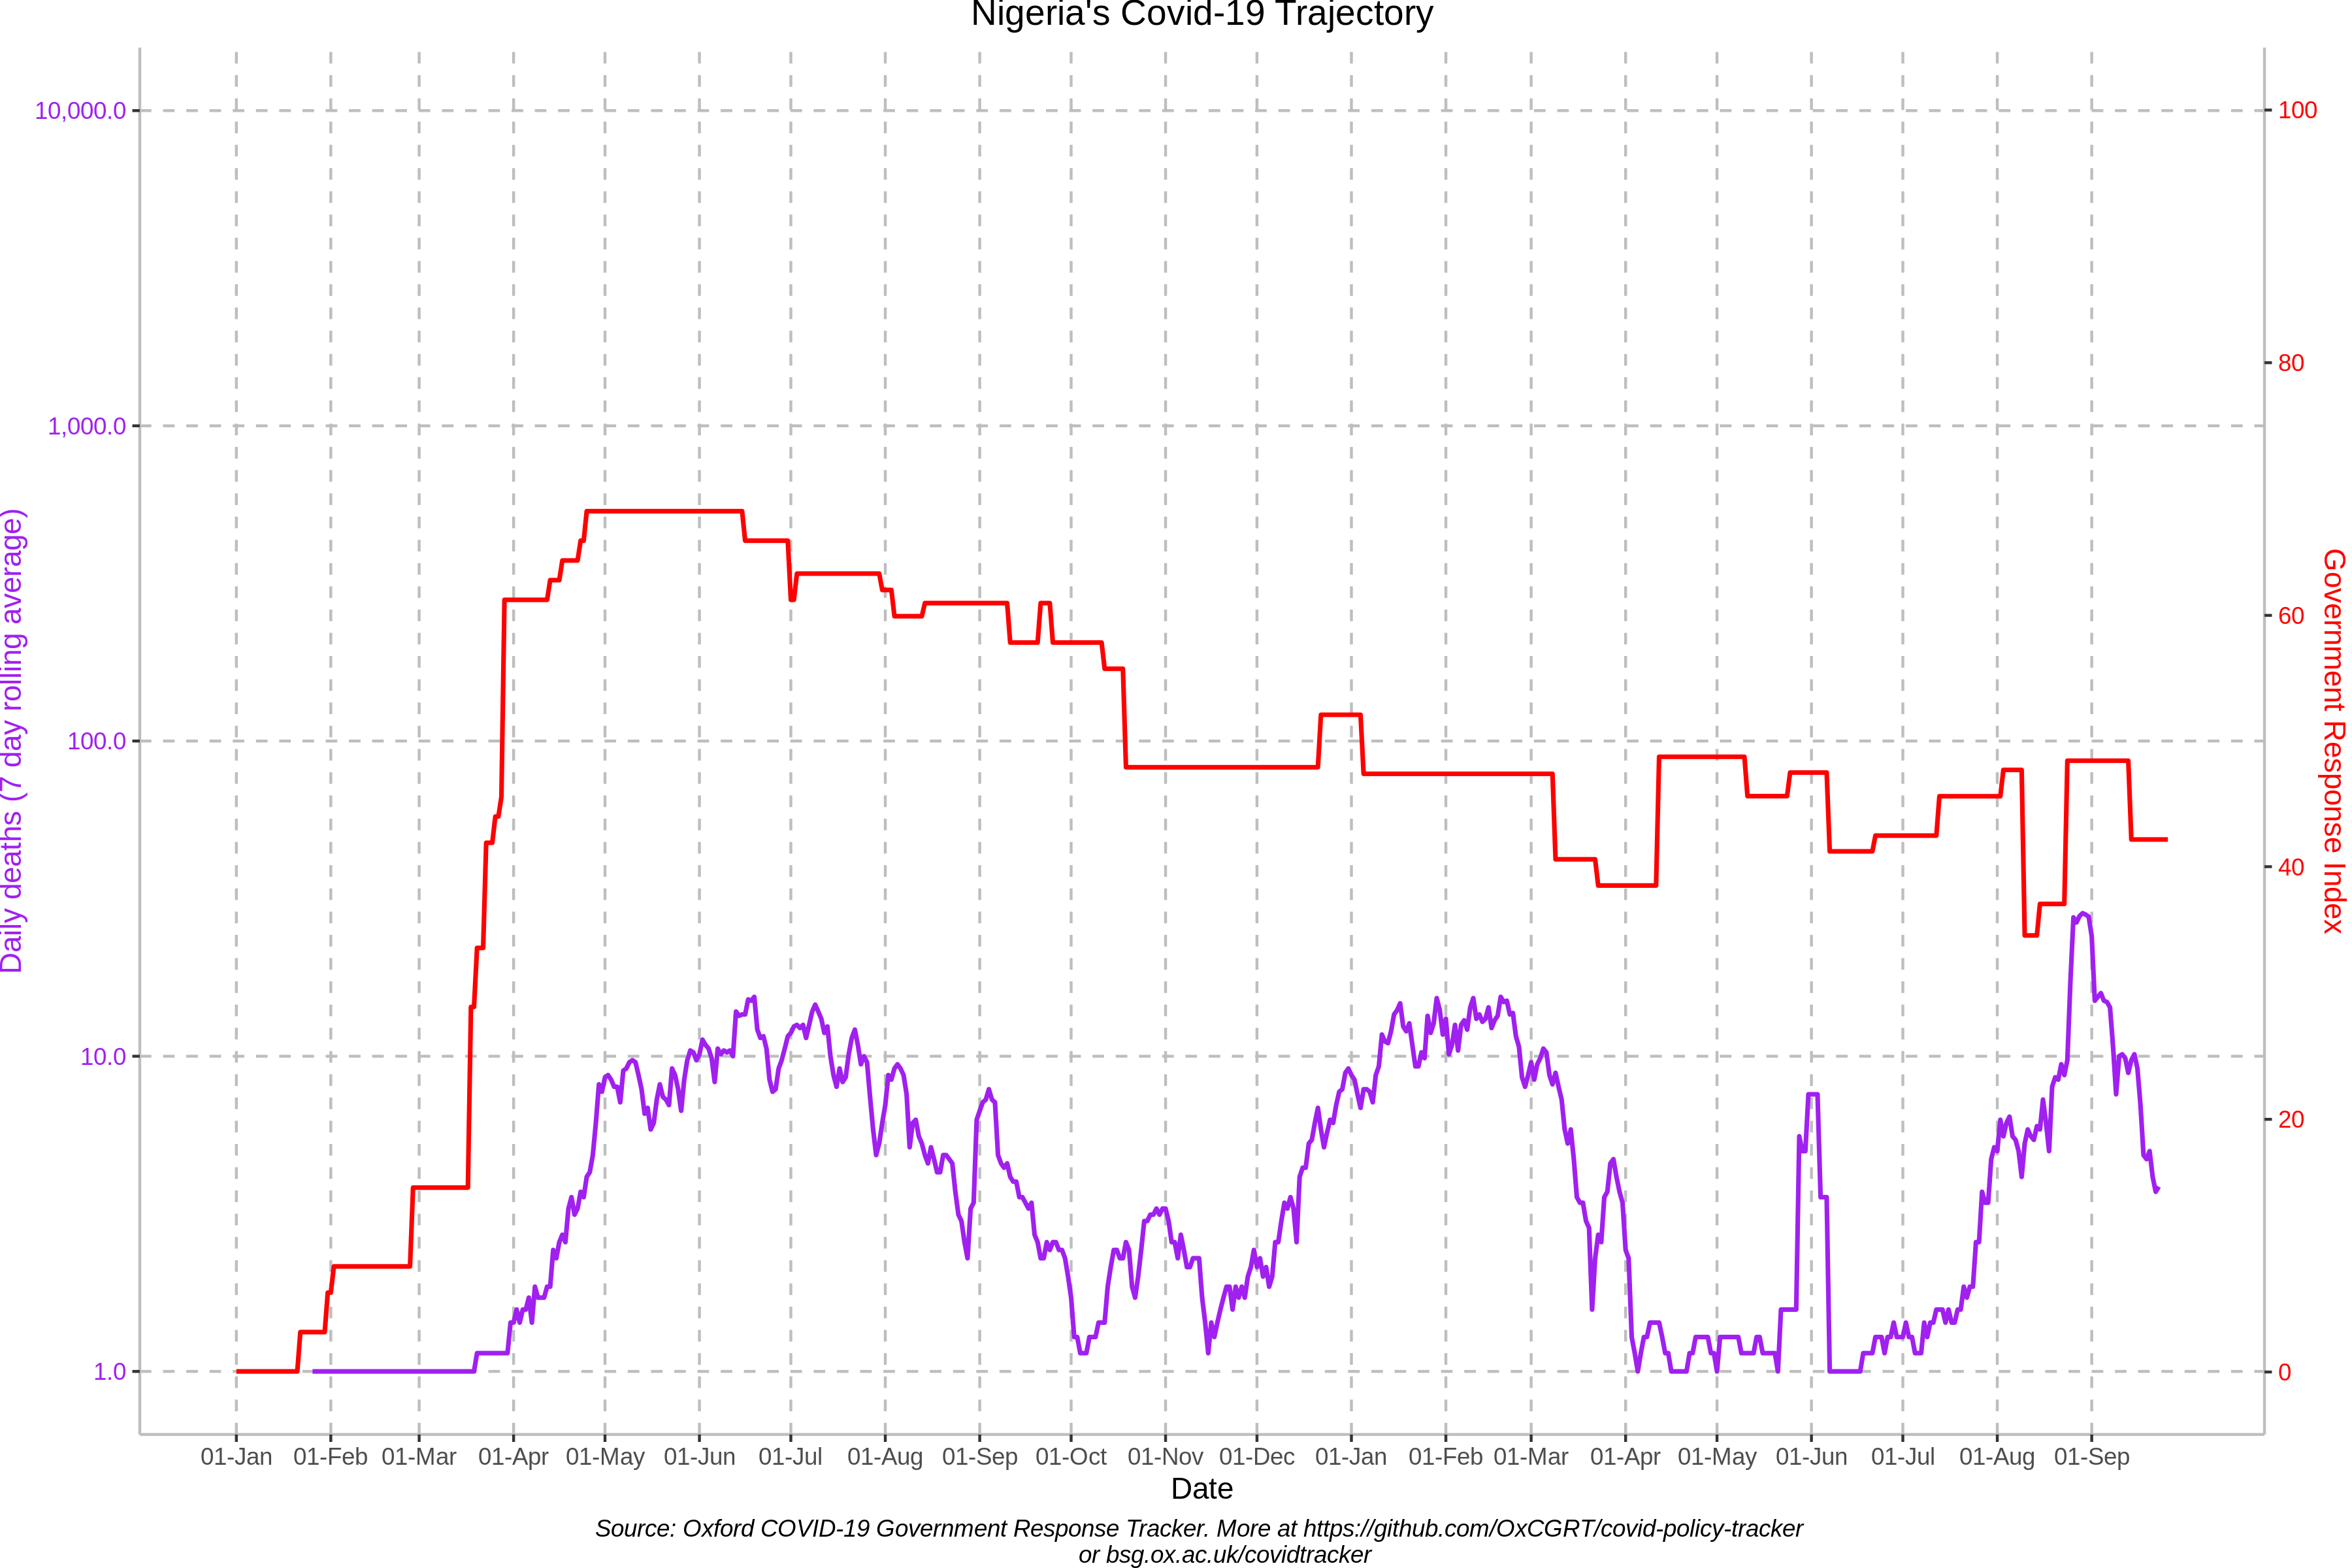 Nigeria's Covid-19 Trajectory
10,000.0
1,000.0
100.0
10.0
1.0
Daily deaths (7 day rolling average)
100
80
60
40
20
0
Government Response Index
01-Jan 01-Feb 01-Mar 01-Apr 01-May 01-Jun 01-Jul 01-Aug 01-Sep 01-Oct 01-Nov 01-Dec 01-Jan 01-Feb 01-Mar 01-Apr 01-May 01-Jun 01-Jul 01-Aug 01-Sep
Date
Source: Oxford COVID-19 Government Response Tracker. More at https://github.com/OxCGRT/covid-policy-tracker
or bsg.ox.ac.uk/covidtracker